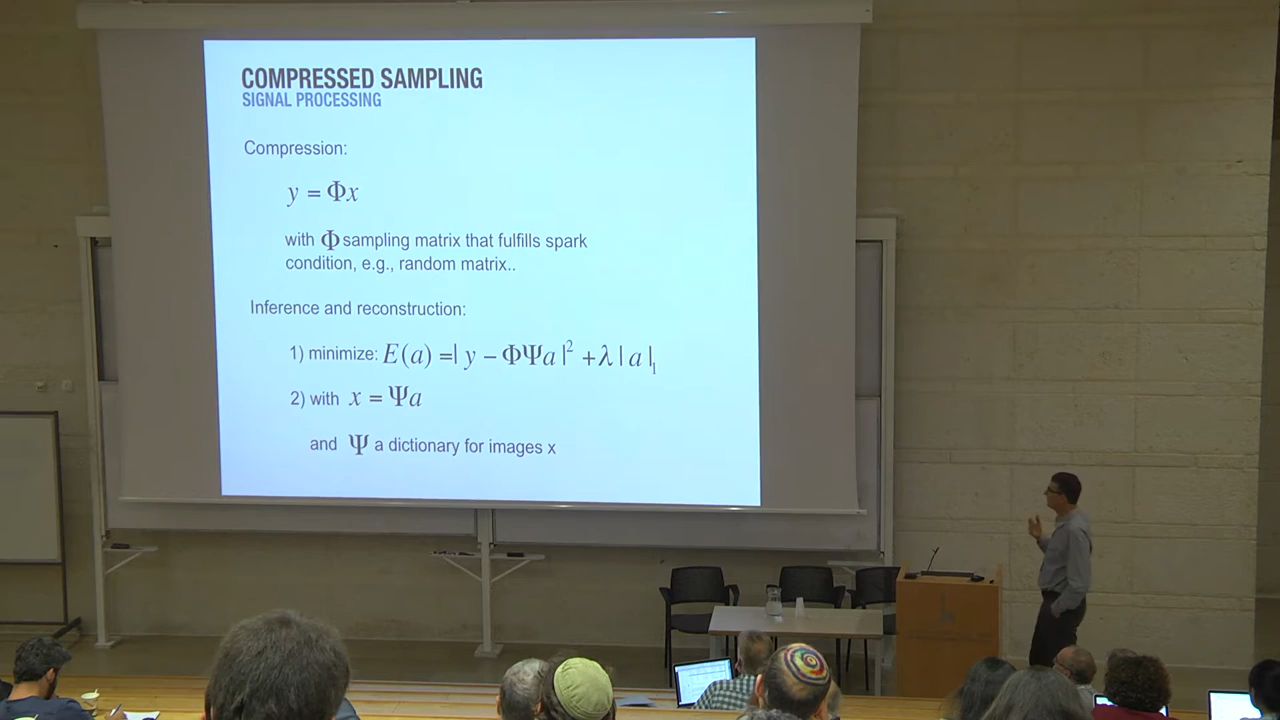 COMPRESSED SAMPLING
SIGNAL PROCESSING
Compression:
y = Φx
with Φ sampling matrix that fulfills spark
condition, e.g., random matrix..
Inference and reconstruction:
1) minimize: E(a) =| y − ΦΨa |² + λ | a |₁
2) with x = Ψa
and Ψ a dictionary for images x